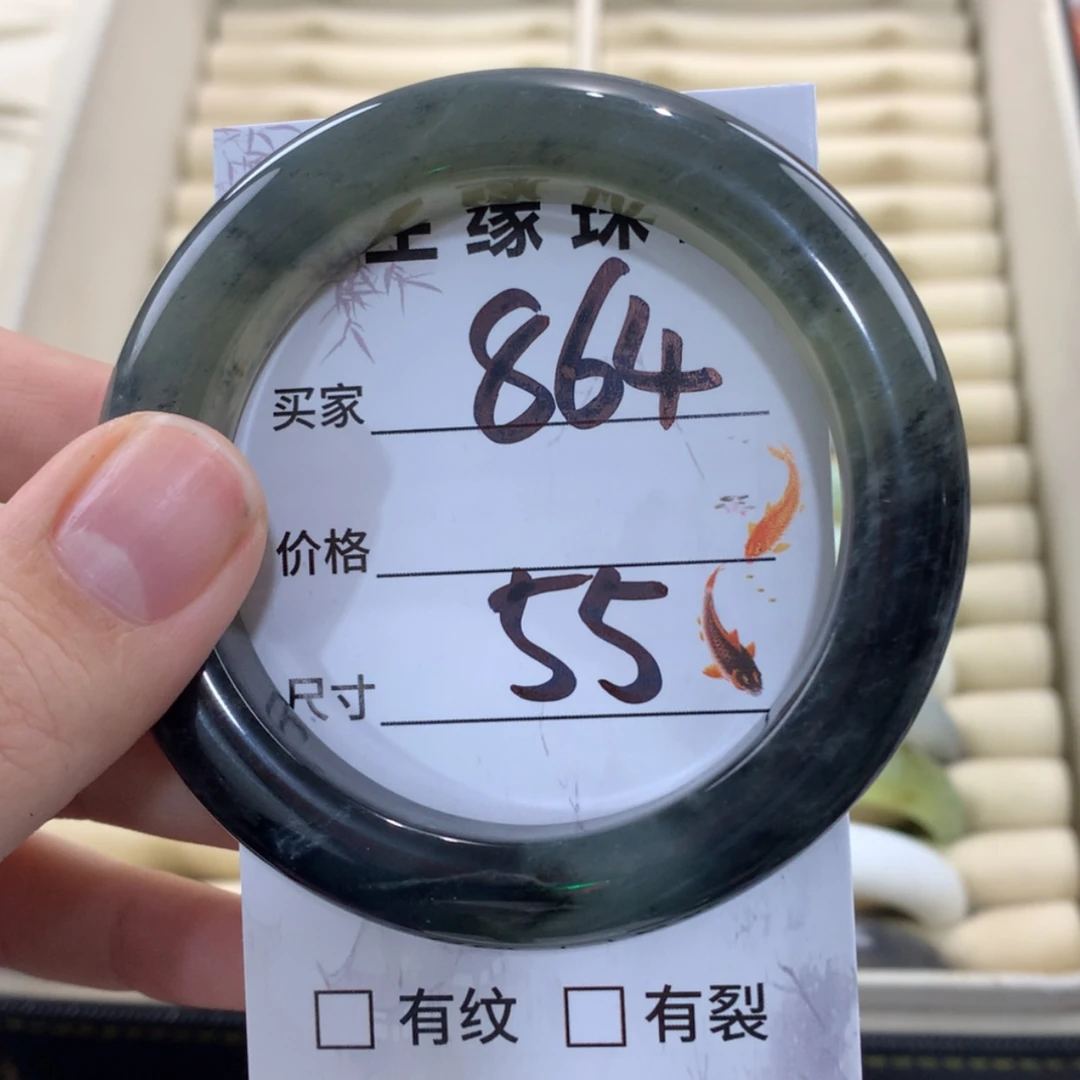 缘珠
买家 864
价格
尺寸 55
有纹 有裂